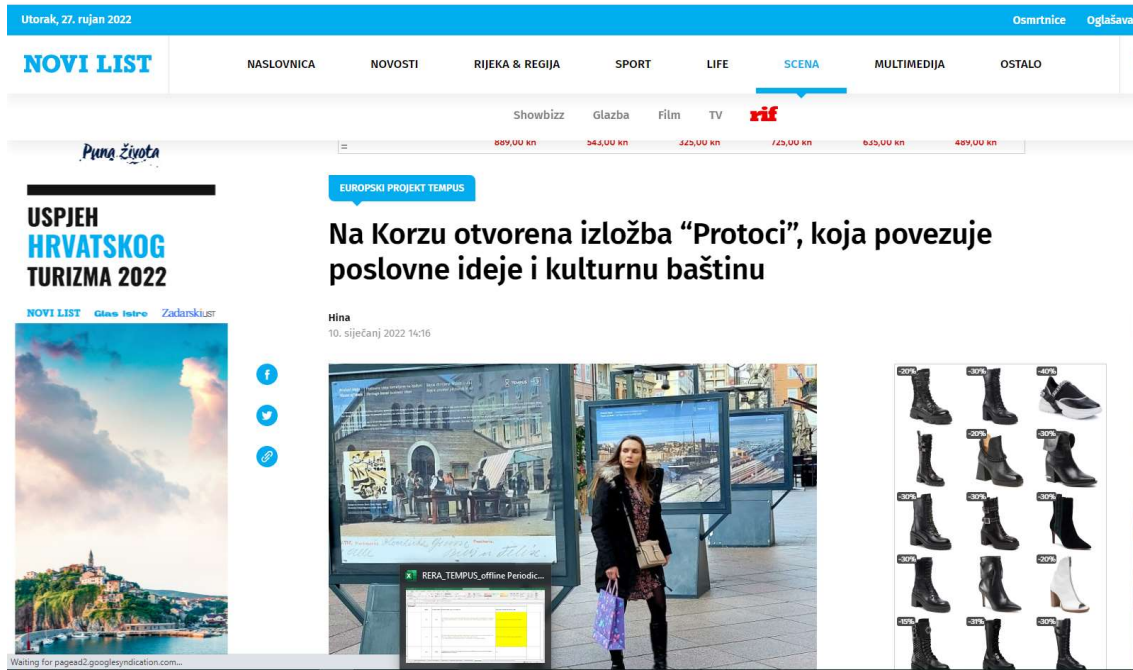 Utorak, 27. rujan 2022
Osmrtnice Oglašava
NOVI LIST
NASLOVNICA NOVOSTI RIJEKA & REGIJA SPORT LIFE SCENA MULTIMEDIJA OSTALO
Showbizz Glazba Film TV rif
Puna života
889,00 kn 543,00 kn 325,00 kn 725,00 kn 635,00 kn 489,00 kn
EUROPSKI PROJEKT TEMPUS
USPJEH
HRVATSKOG
TURIZMA 2022
NOVI LIST Glas Istre Zadarski LIST
Na Korzu otvorena izložba “Protoci”, koja povezuje
poslovne ideje i kulturnu baštinu
Hina
10. siječanj 2022 14:16
-20% -30% -40%
-20% -30%
-30% -30% -30%
-30% -20%
-15% -31% -30%
RERA_TEMPUS_offline Periodic...
Waiting for pagead2.googlesyndication.com...